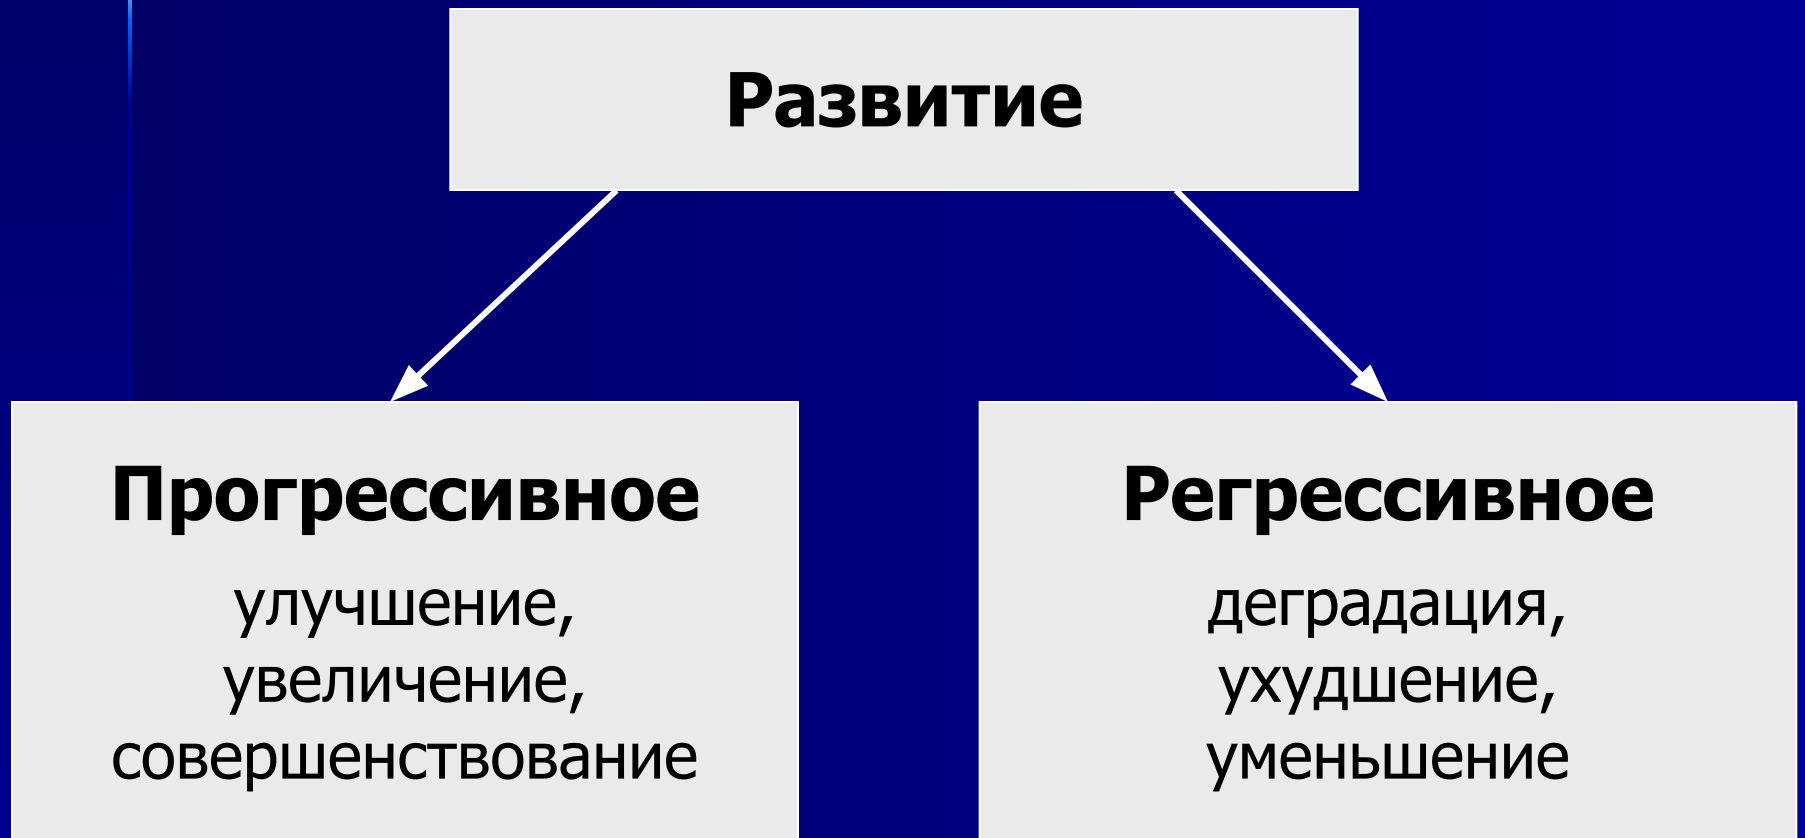 Развитие
Прогрессивное
улучшение,
увеличение,
совершенствование
Регрессивное
деградация,
ухудшение,
уменьшение